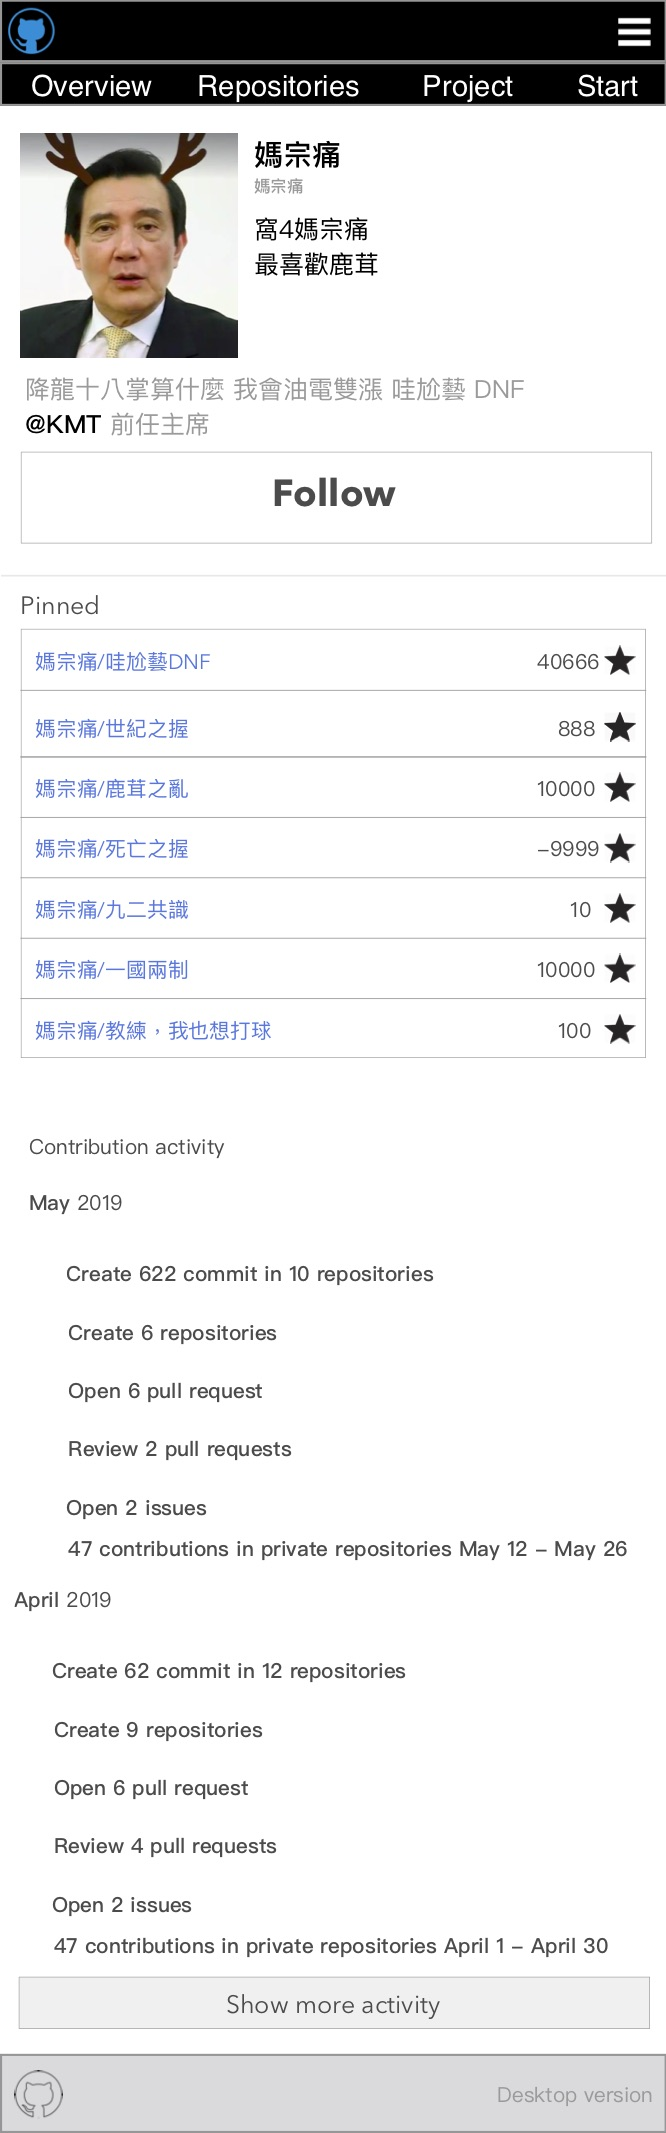 Overview Repositories Project Start
媽宗痛
媽宗痛
窩4媽宗痛
最喜歡鹿茸
降龍十八掌算什麼 我會油電雙漲 哇尬藝 DNF
@KMT 前任主席
Follow
Pinned
媽宗痛/哇尬藝DNF 40666
媽宗痛/世紀之握 888
媽宗痛/鹿茸之亂 10000
媽宗痛/死亡之握 -9999
媽宗痛/九二共識 10
媽宗痛/一國兩制 10000
媽宗痛/教練，我也想打球 100
Contribution activity
May 2019
Create 622 commit in 10 repositories
Create 6 repositories
Open 6 pull request
Review 2 pull requests
Open 2 issues
47 contributions in private repositories May 12 – May 26
April 2019
Create 62 commit in 12 repositories
Create 9 repositories
Open 6 pull request
Review 4 pull requests
Open 2 issues
47 contributions in private repositories April 1 – April 30
Show more activity
Desktop version